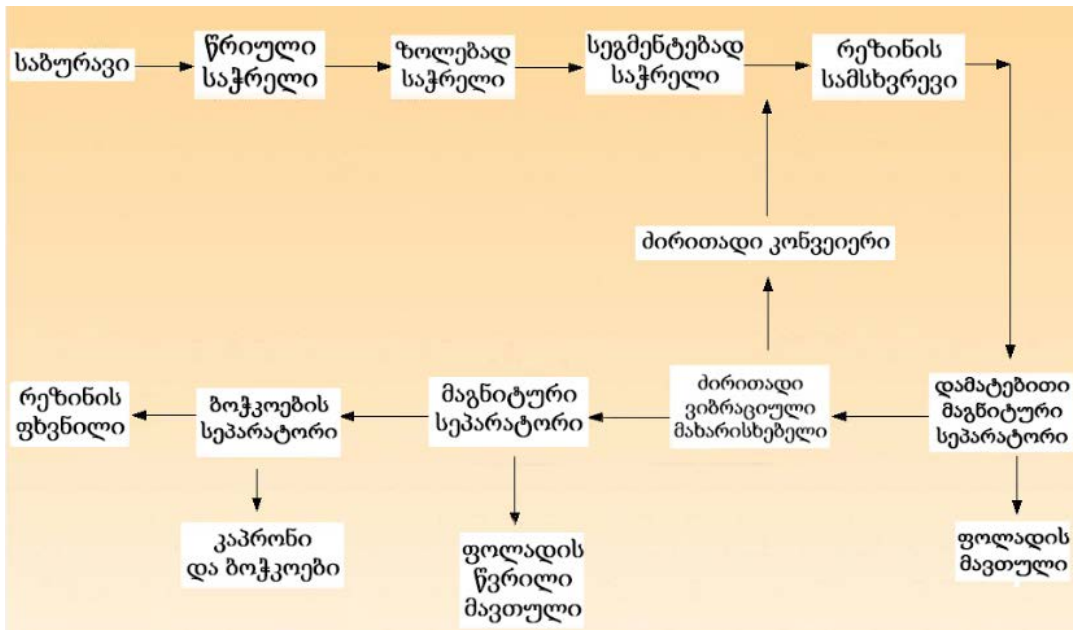 საბურავი
წრიული
საჭრელი
ზოლებად
საჭრელი
სეგმენტებად
საჭრელი
რეზინის
სამსხვრევი
ძირითადი კონვეიერი
რეზინის
ფხვნილი
ბოჭკოების
სეპარატორი
მაგნიტური
სეპარატორი
ძირითადი
ვიბრაციული
მახარისხებელი
დამატებითი
მაგნიტური
სეპარატორი
კაპრონი
და ბოჭკოები
ფოლადის
წვრილი
მავთული
ფოლადის
მავთული